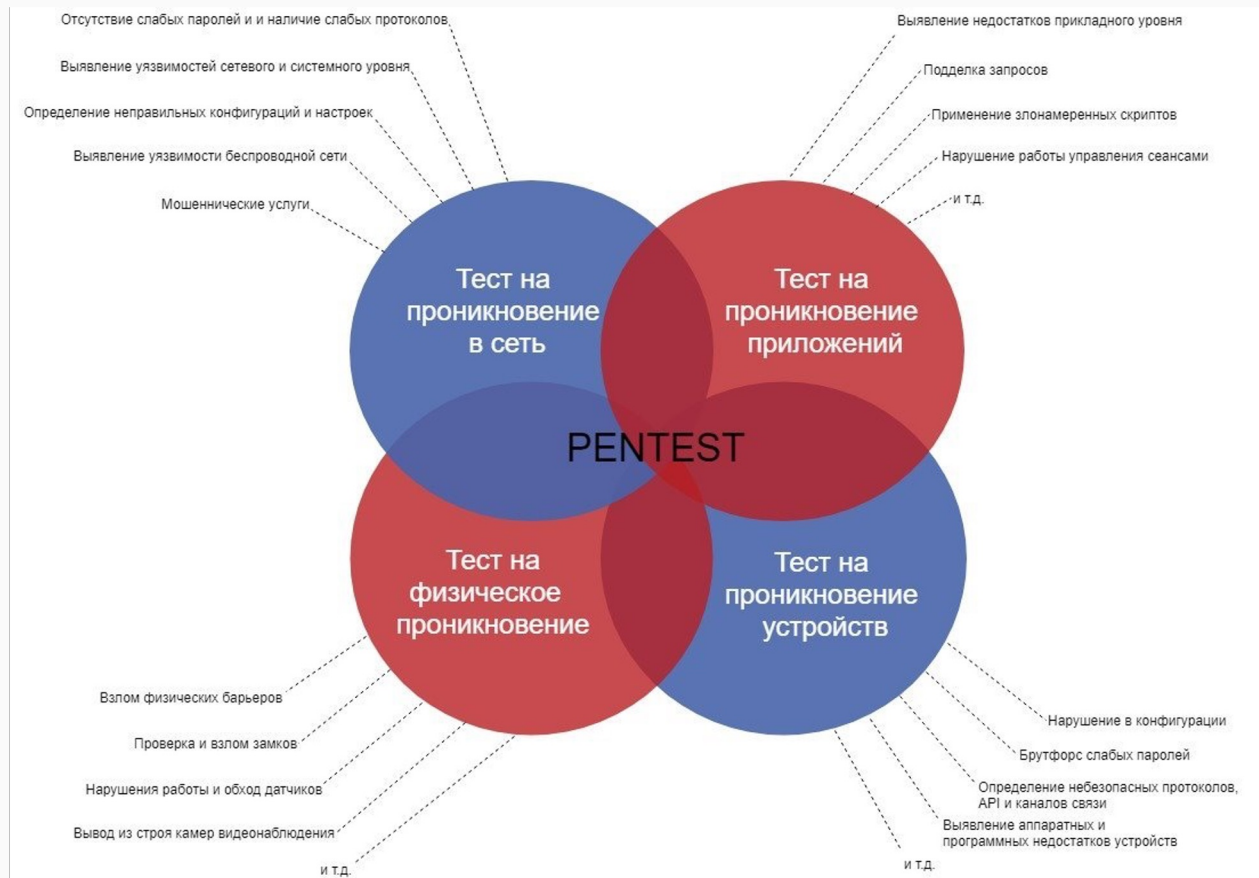 Отсутствие слабых паролей и и наличие слабых протоколов
Выявление уязвимостей сетевого и системного уровня
Определение неправильных конфигураций и настроек
Выявление уязвимости беспроводной сети
Мошеннические услуги
Выявление недостатков прикладного уровня
Подделка запросов
Применение злонамеренных скриптов
Нарушение работы управления сеансами
и т.д.
Тест на
проникновение
в сеть
Тест на
проникновение
приложений
PENTEST
Тест на
физическое
проникновение
Тест на
проникновение
устройств
Взлом физических барьеров
Проверка и взлом замков
Нарушения работы и обход датчиков
Вывод из строя камер видеонаблюдения
и т.д.
Нарушение в конфигурации
Брутфорс слабых паролей
Определение небезопасных протоколов,
API и каналов связи
Выявление аппаратных и
программных недостатков устройств
и т.д.